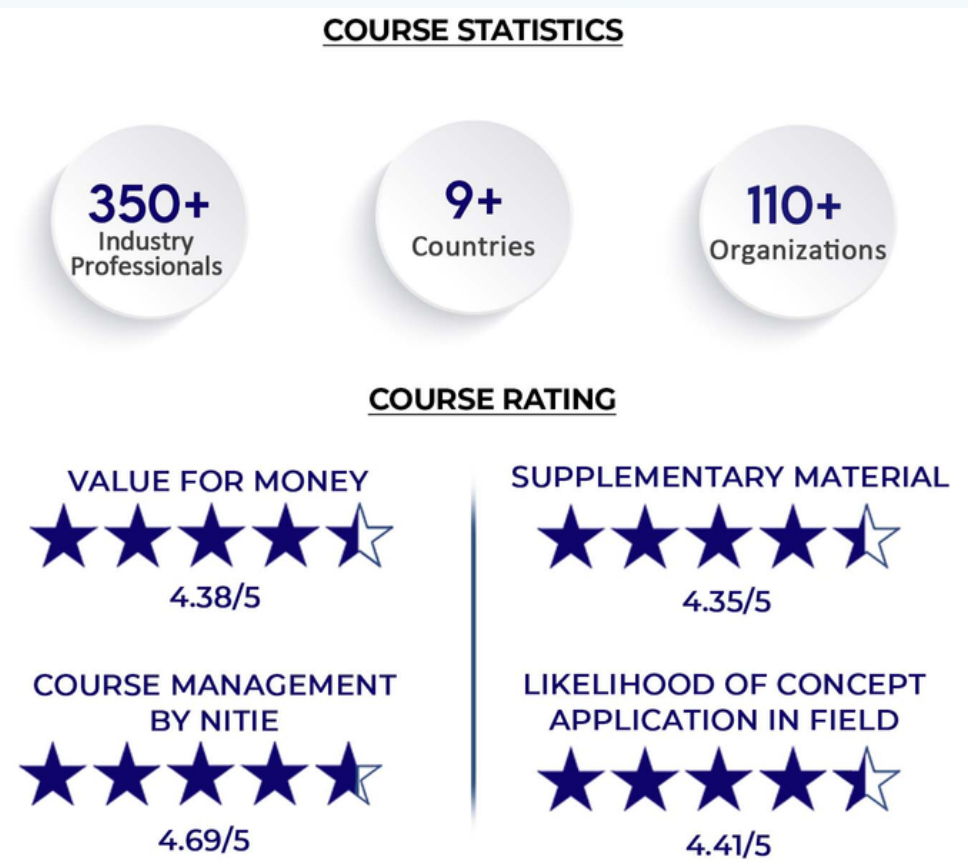 COURSE STATISTICS
350+
Industry
Professionals
9+
Countries
110+
Organizations
COURSE RATING
VALUE FOR MONEY
4.38/5
SUPPLEMENTARY MATERIAL
4.35/5
COURSE MANAGEMENT
BY NITIE
4.69/5
LIKELIHOOD OF CONCEPT
APPLICATION IN FIELD
4.41/5